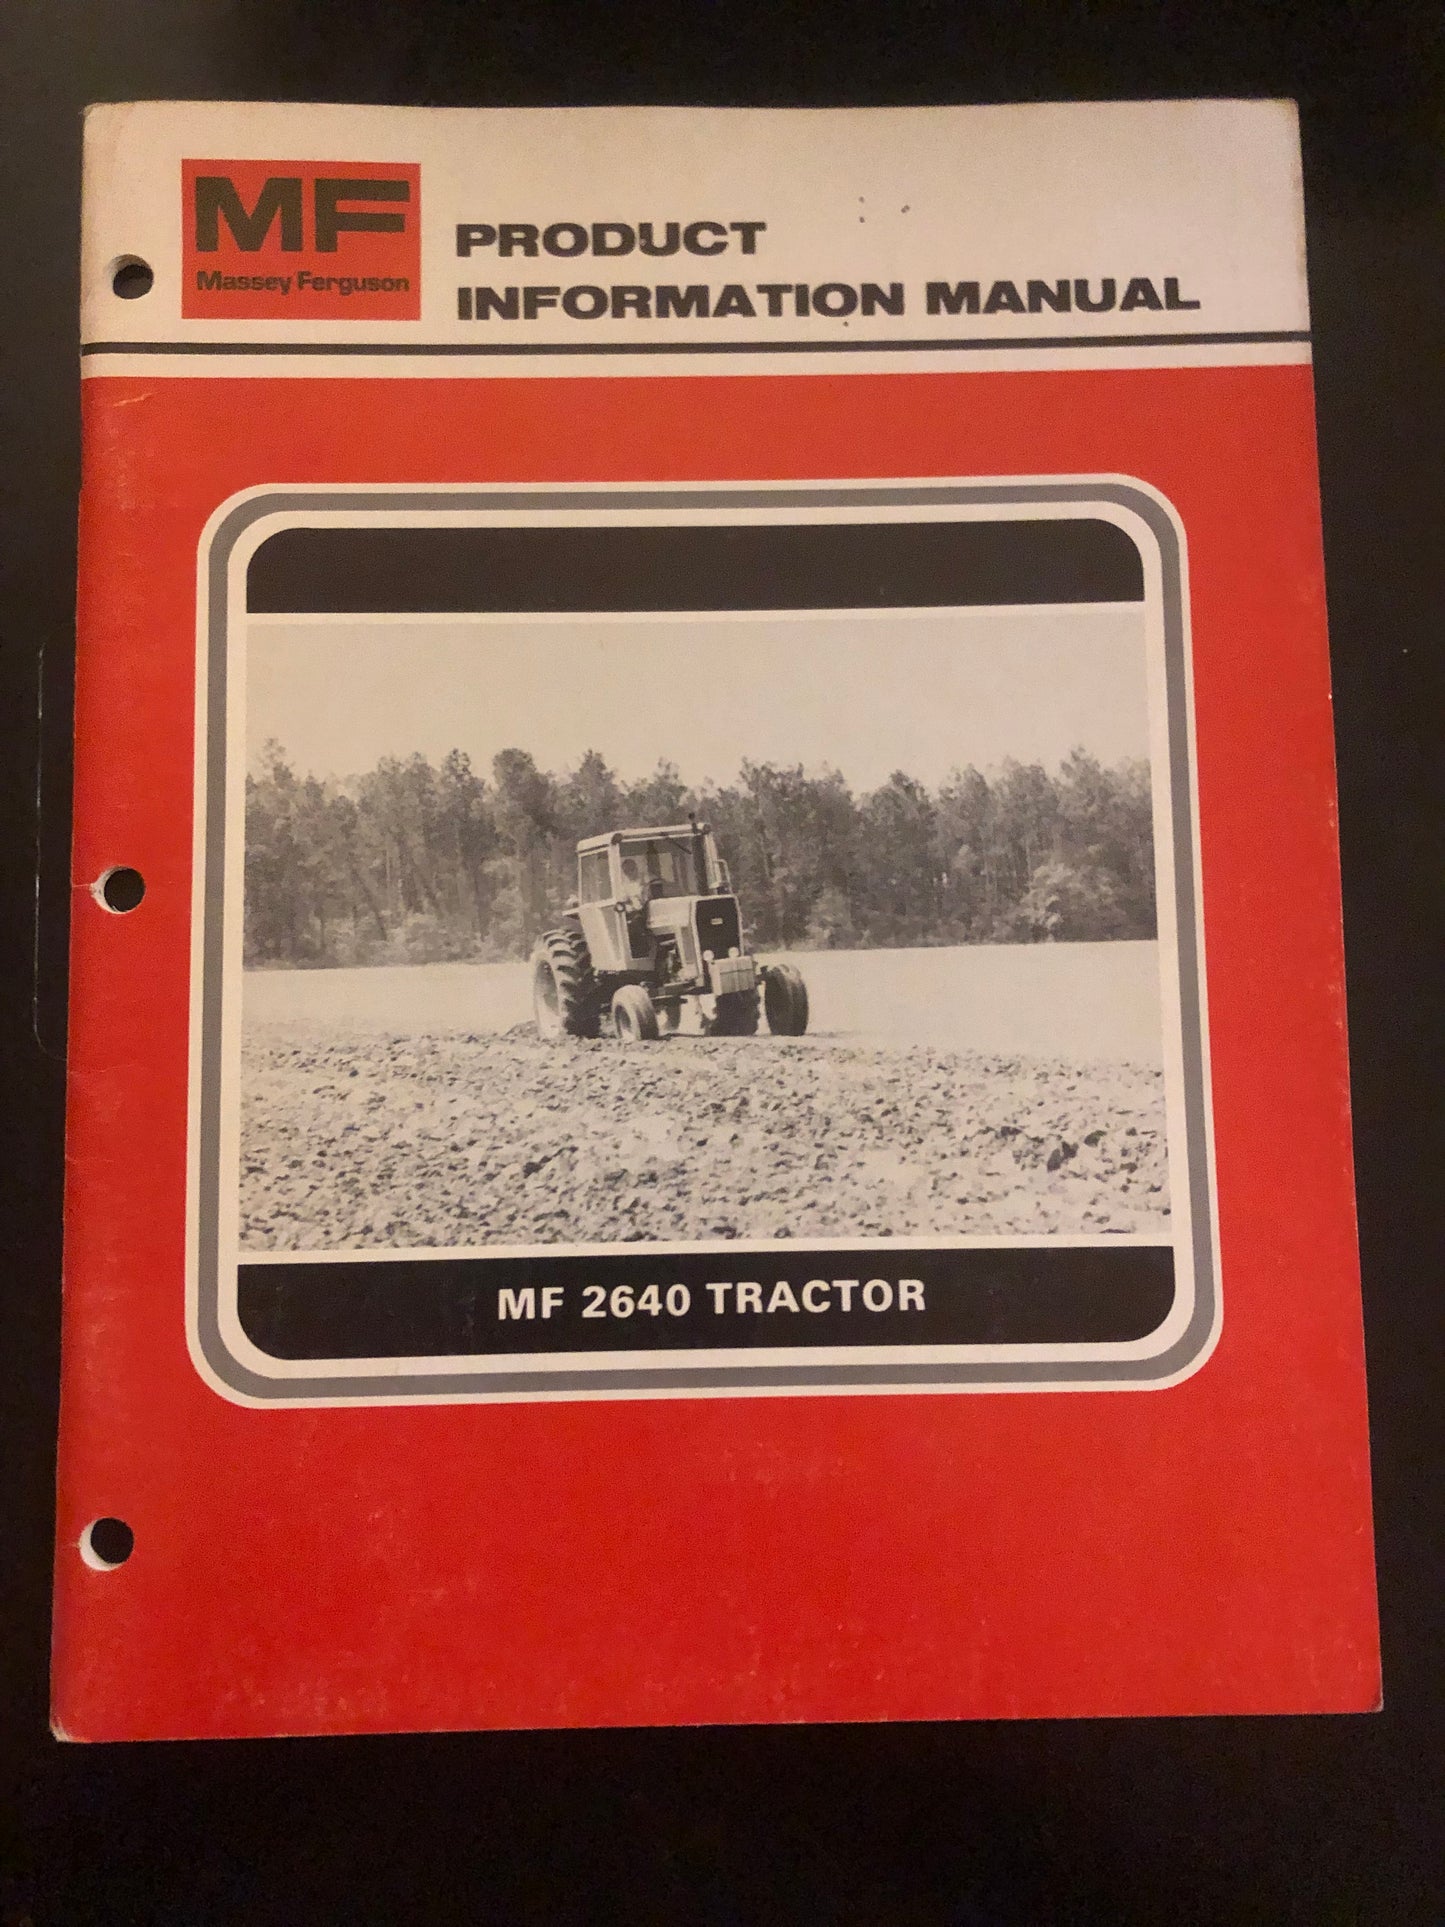 MF
Massey Ferguson
PRODUCT
INFORMATION MANUAL
MF 2640 TRACTOR